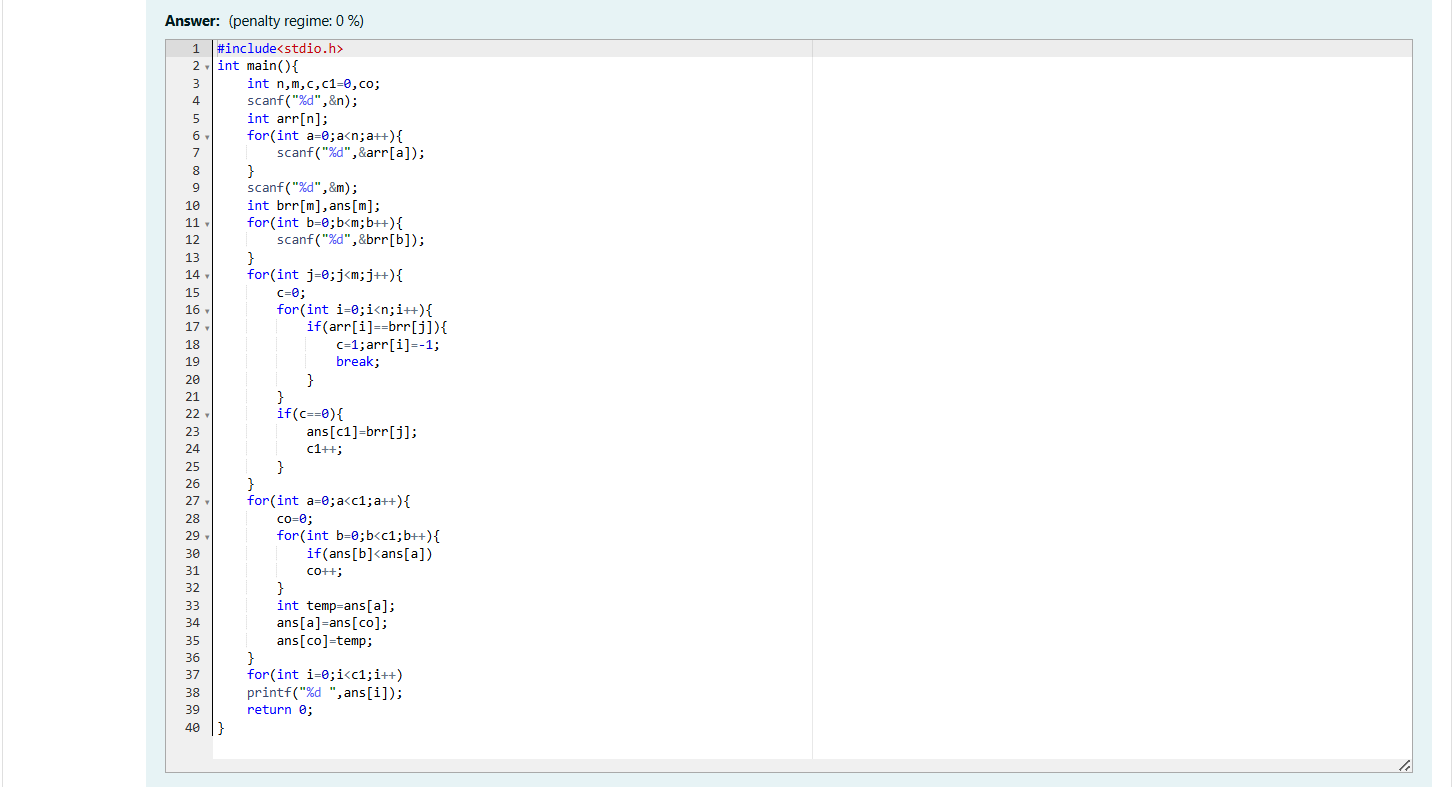 Answer: (penalty regime: 0 %)
1 #include<stdio.h>
2 int main(){
3     int n,m,c,c1=0,co;
4     scanf("%d",&n);
5     int arr[n];
6     for(int a=0;a<n;a++){
7         scanf("%d",&arr[a]);
8     }
9     scanf("%d",&m);
10     int brr[m],ans[m];
11     for(int b=0;b<m;b++){
12         scanf("%d",&brr[b]);
13     }
14     for(int j=0;j<m;j++){
15         c=0;
16         for(int i=0;i<n;i++){
17             if(arr[i]==brr[j]){
18                 c=1;arr[i]=-1;
19                 break;
20             }
21         }
22         if(c==0){
23             ans[c1]=brr[j];
24             c1++;
25         }
26     }
27     for(int a=0;a<c1;a++){
28         co=0;
29         for(int b=0;b<c1;b++){
30             if(ans[b]<ans[a])
31             co++;
32         }
33         int temp=ans[a];
34         ans[a]=ans[co];
35         ans[co]=temp;
36     }
37     for(int i=0;i<c1;i++)
38     printf("%d ",ans[i]);
39     return 0;
40 }